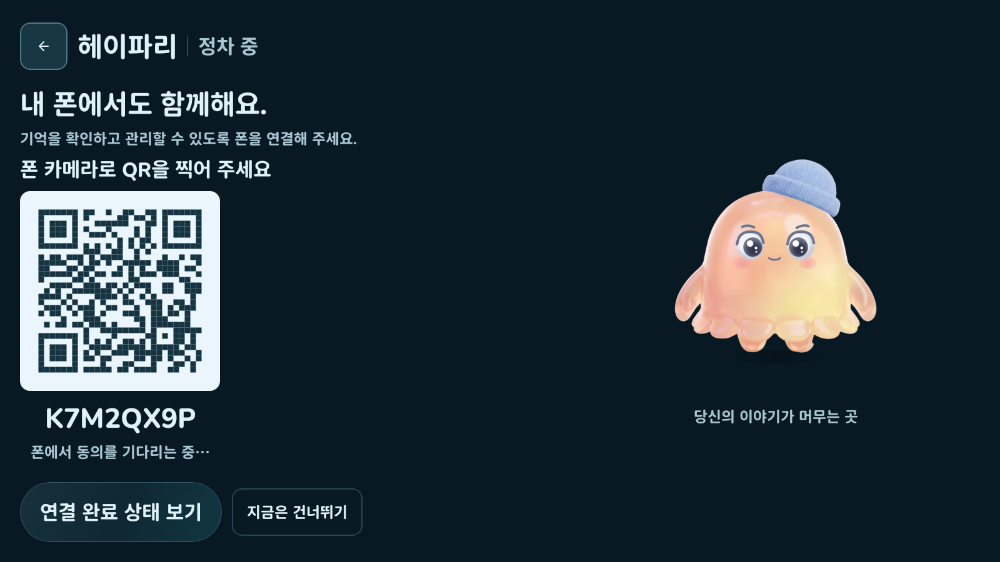 헤이파리 정차 중
내 폰에서도 함께해요.
기억을 확인하고 관리할 수 있도록 폰을 연결해 주세요.
폰 카메라로 QR을 찍어 주세요
K7M2QX9P
폰에서 동의를 기다리는 중…
당신의 이야기가 머무는 곳
연결 완료 상태 보기
지금은 건너뛰기